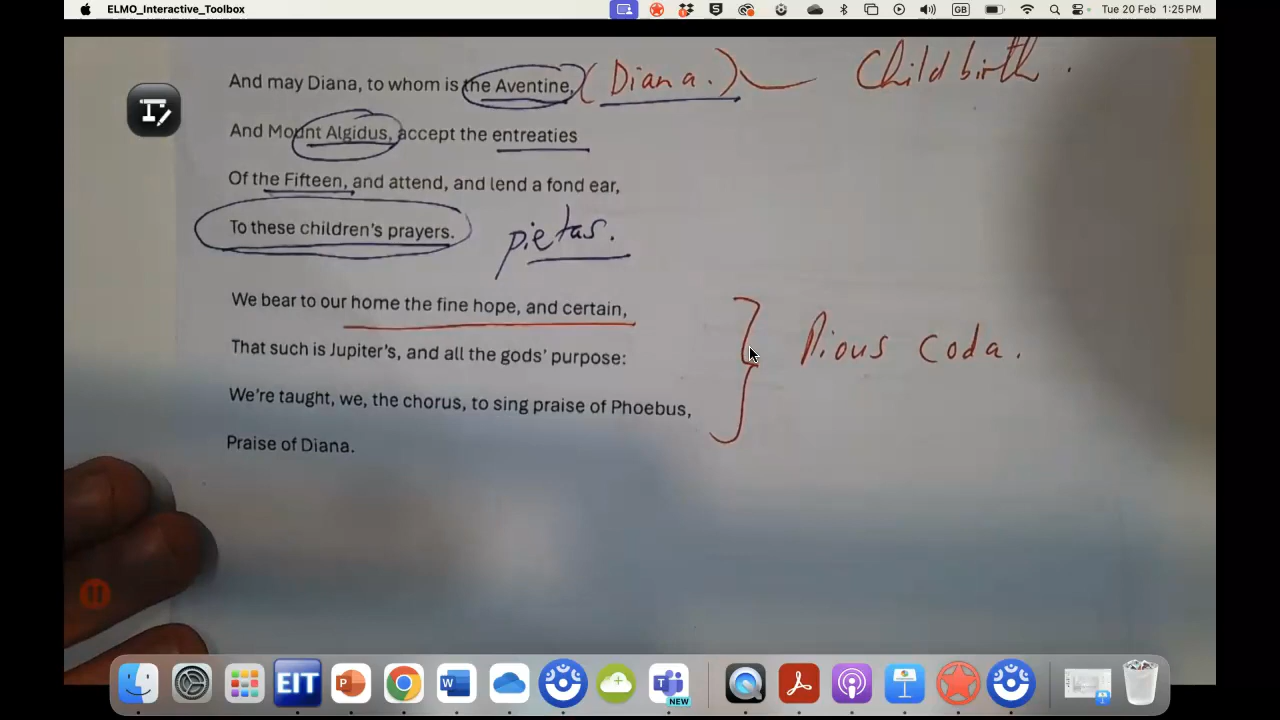 ELMO_Interactive_Toolbox
GB
Tue 20 Feb 1:25 PM
And may Diana, to whom is the Aventine, (Diana.) — Childbirth.
And Mount Algidus, accept the entreaties
Of the Fifteen, and attend, and lend a fond ear,
To these children's prayers. pietas.
We bear to our home the fine hope, and certain,
That such is Jupiter's, and all the gods' purpose: Pious coda.
We're taught, we, the chorus, to sing praise of Phoebus,
Praise of Diana.
EIT
P
W
NEW